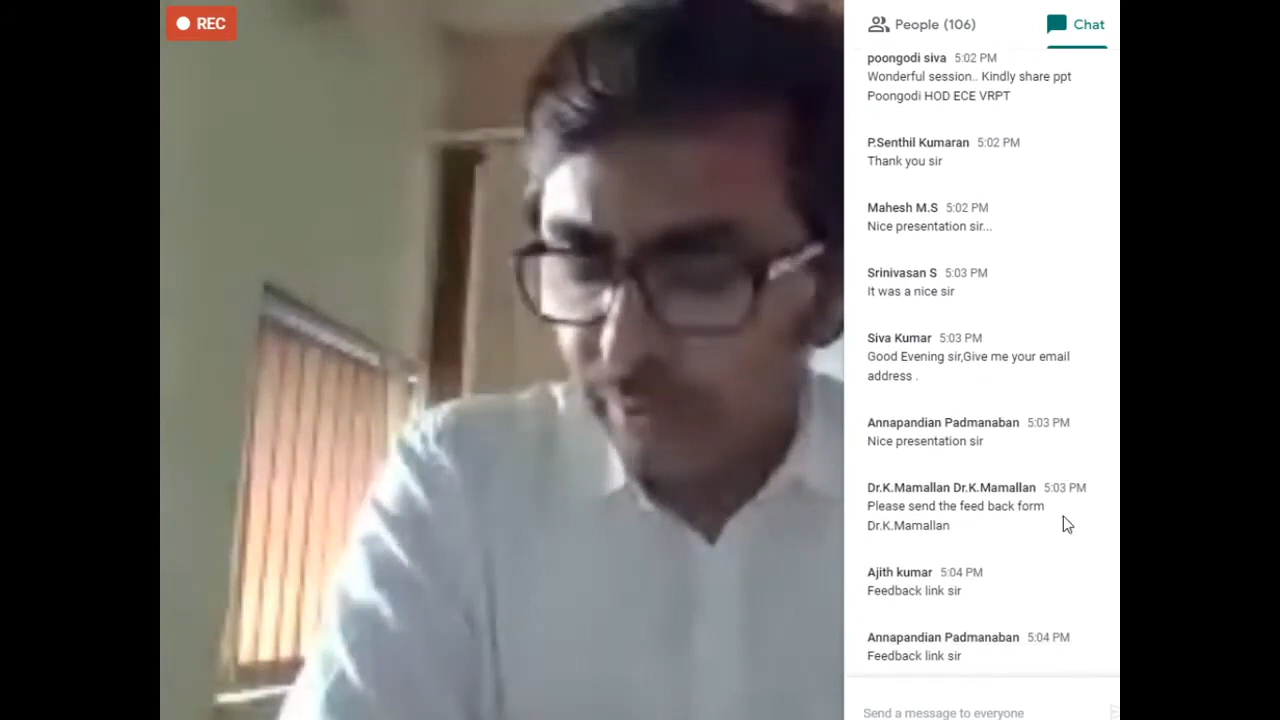 REC
People (106)
Chat
poongodi siva 5:02 PM
Wonderful session.. Kindly share ppt
Poongodi HOD ECE VRPT
P.Senthil Kumaran 5:02 PM
Thank you sir
Mahesh M.S 5:02 PM
Nice presentation sir...
Srinivasan S 5:03 PM
It was a nice sir
Siva Kumar 5:03 PM
Good Evening sir,Give me your email
address .
Annapandian Padmanaban 5:03 PM
Nice presentation sir
Dr.K.Mamallan Dr.K.Mamallan 5:03 PM
Please send the feed back form
Dr.K.Mamallan
Ajith kumar 5:04 PM
Feedback link sir
Annapandian Padmanaban 5:04 PM
Feedback link sir
Send a message to everyone